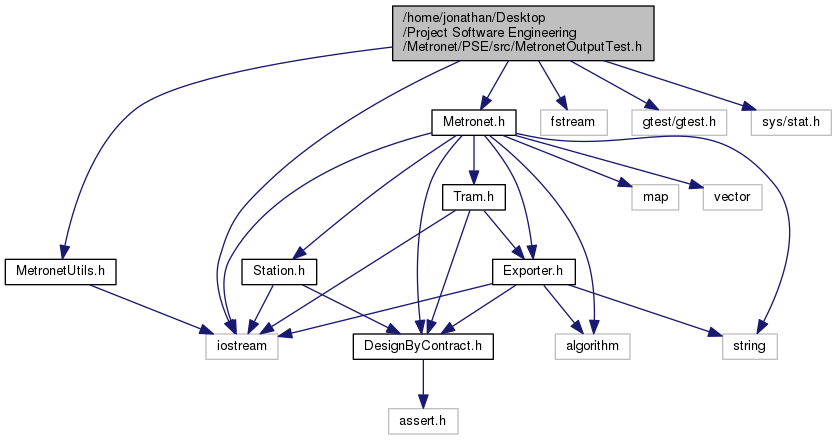 /home/jonathan/Desktop
/Project Software Engineering
/Metronet/PSE/src/MetronetOutputTest.h
Metronet.h
fstream
gtest/gtest.h
sys/stat.h
Tram.h
map
vector
MetronetUtils.h
Station.h
Exporter.h
iostream
DesignByContract.h
algorithm
string
assert.h